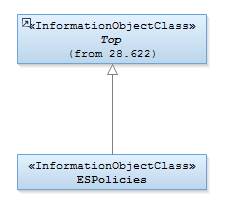 «InformationObjectClass»
Top
(from 28.622)
«InformationObjectClass»
ESPolicies